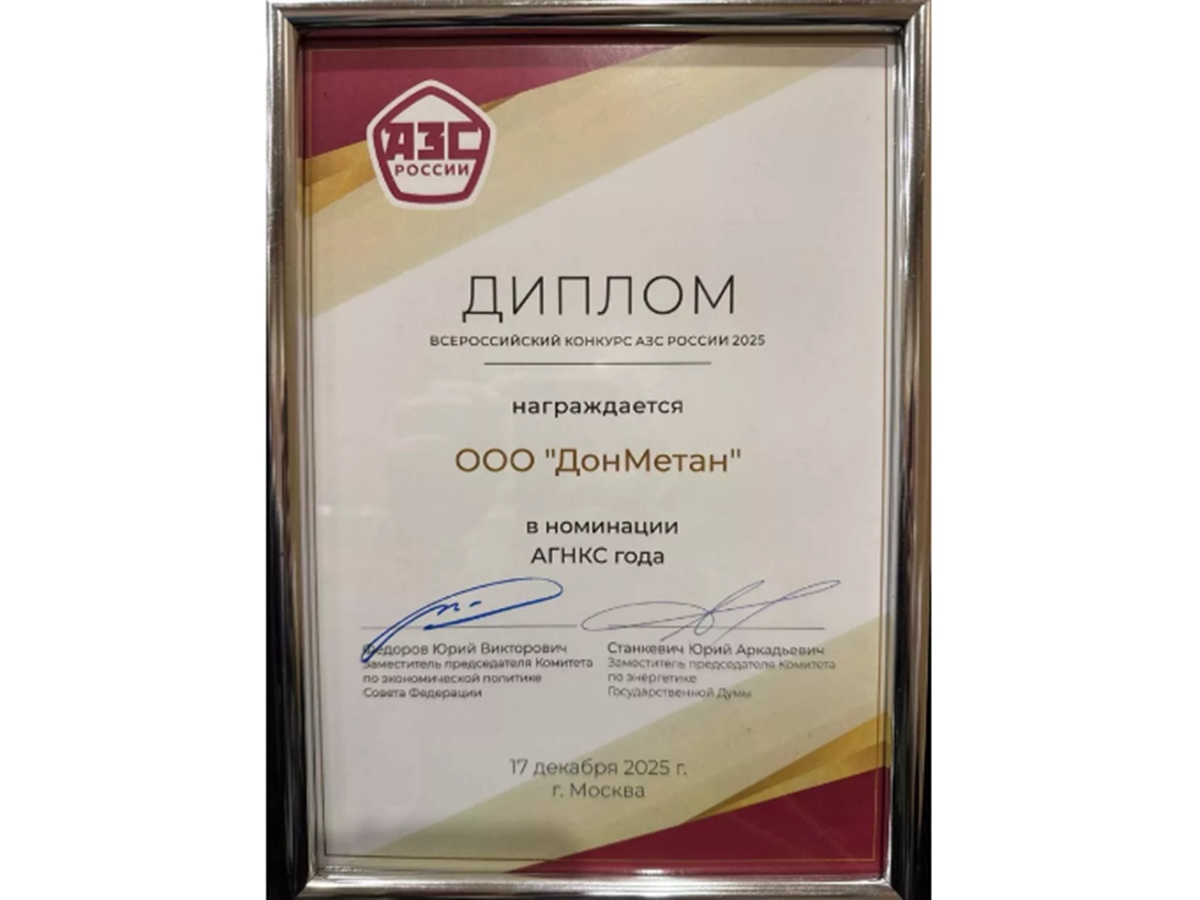 АЗС
РОССИИ
ДИПЛОМ
ВСЕРОССИЙСКИЙ КОНКУРС АЗС РОССИИ 2025
награждается
ООО "ДонМетан"
в номинации
АГНКС года
Федоров Юрий Викторович
Заместитель председателя Комитета
по экономической политике
Совета Федерации
Станкевич Юрий Аркадьевич
Заместитель председателя Комитета
по энергетике
Государственной Думы
17 декабря 2025 г.
г. Москва